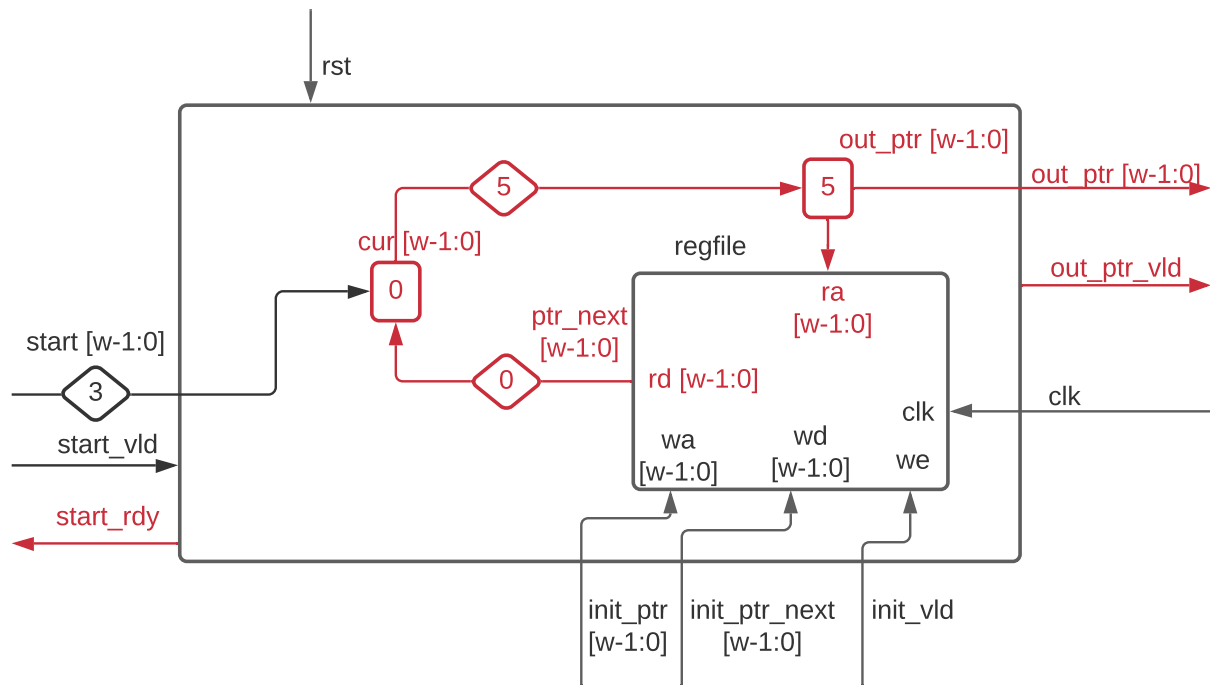 rst
out_ptr [w-1:0]
out_ptr [w-1:0]
5
5
cur [w-1:0]
regfile
out_ptr_vld
0
ra
[w-1:0]
ptr_next
[w-1:0]
start [w-1:0]
3
0
rd [w-1:0]
clk
clk
start_vld
wa
[w-1:0]
wd
[w-1:0]
we
start_rdy
init_ptr
[w-1:0]
init_ptr_next
[w-1:0]
init_vld